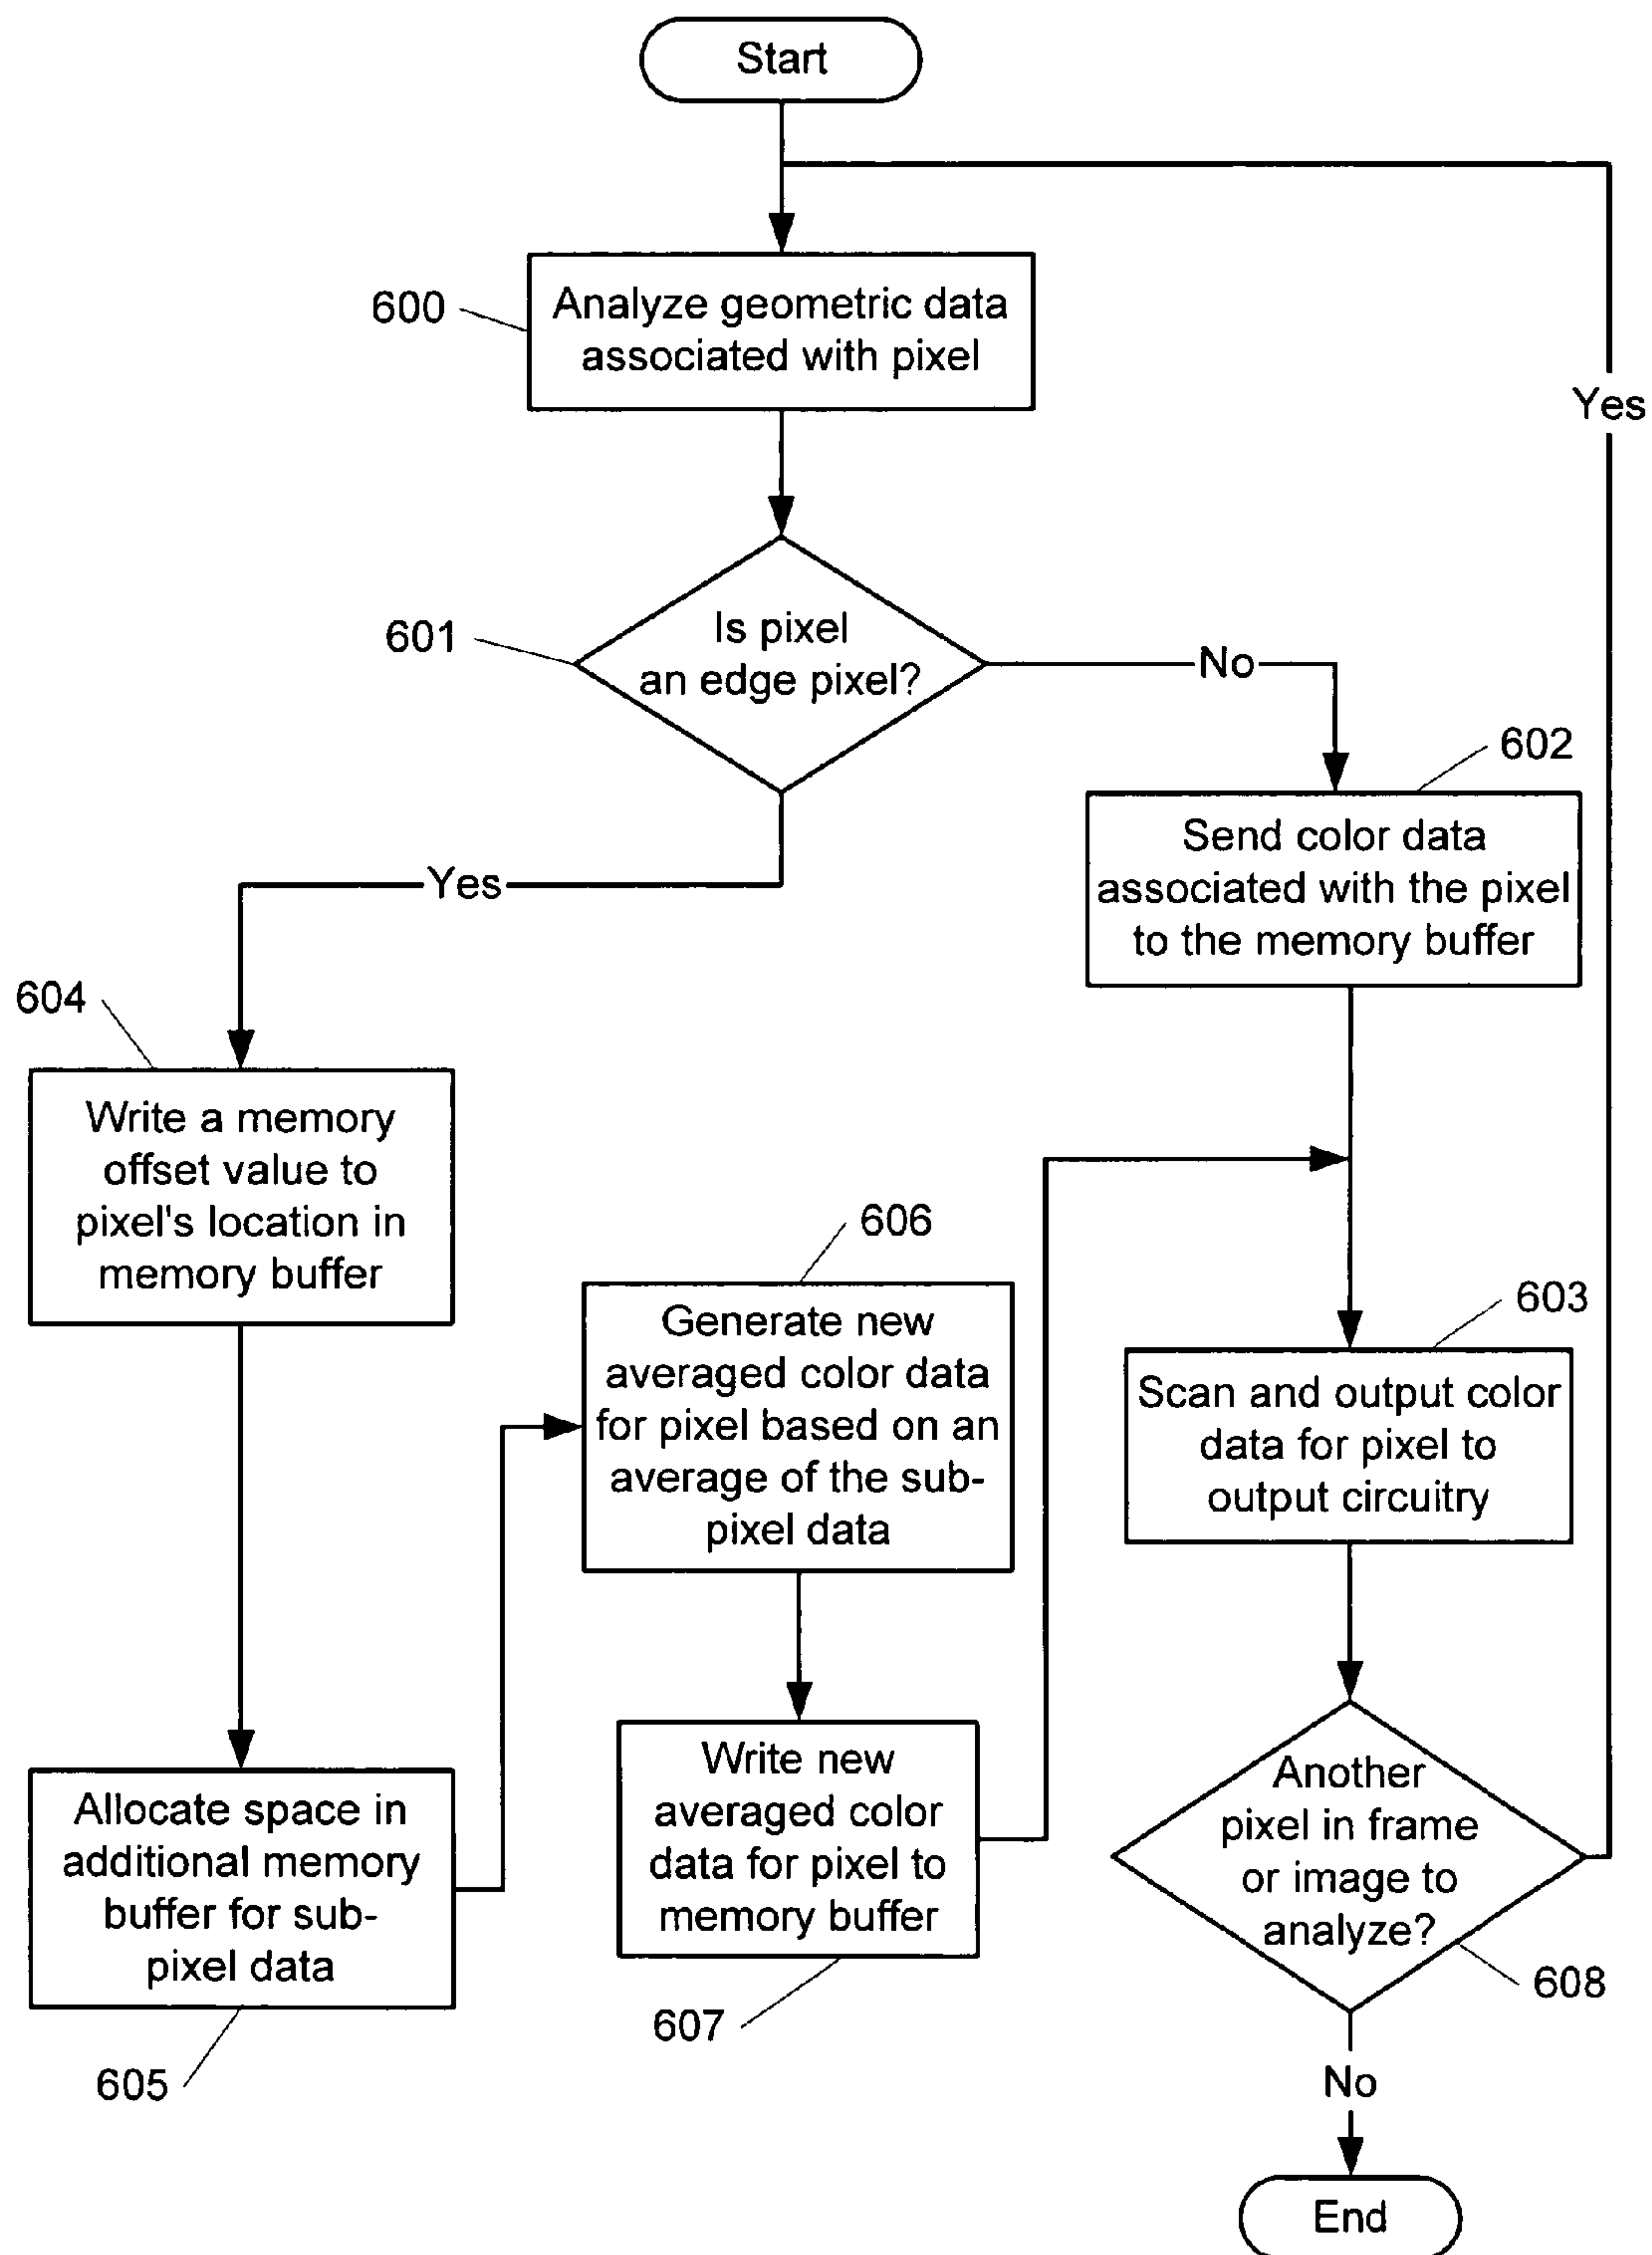 Start
600
Analyze geometric data
associated with pixel
Yes
601
Is pixel
an edge pixel?
No
602
Send color data
associated with the pixel
to the memory buffer
Yes
604
Write a memory
offset value to
pixel's location in
memory buffer
606
Generate new
averaged color data
for pixel based on an
average of the sub-
pixel data
603
Scan and output color
data for pixel to
output circuitry
Write new
averaged color
data for pixel to
memory buffer
607
Allocate space in
additional memory
buffer for sub-
pixel data
605
Another
pixel in frame
or image to
analyze?
608
No
End